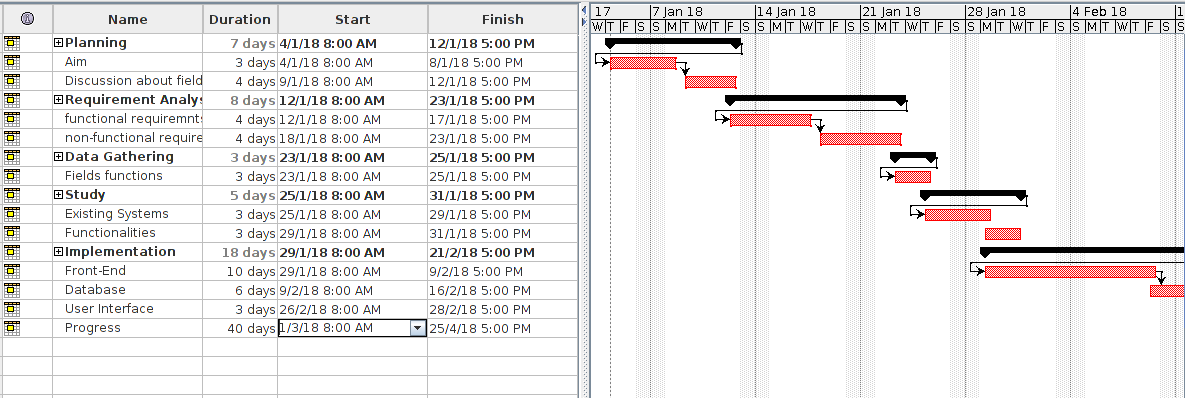 Name Duration Start Finish
Planning 7 days 4/1/18 8:00 AM 12/1/18 5:00 PM
Aim 3 days 4/1/18 8:00 AM 8/1/18 5:00 PM
Discussion about field 4 days 9/1/18 8:00 AM 12/1/18 5:00 PM
Requirement Analys 8 days 12/1/18 8:00 AM 23/1/18 5:00 PM
functional requiremnt 4 days 12/1/18 8:00 AM 17/1/18 5:00 PM
non-functional require 4 days 18/1/18 8:00 AM 23/1/18 5:00 PM
Data Gathering 3 days 23/1/18 8:00 AM 25/1/18 5:00 PM
Fields functions 3 days 23/1/18 8:00 AM 25/1/18 5:00 PM
Study 5 days 25/1/18 8:00 AM 31/1/18 5:00 PM
Existing Systems 3 days 25/1/18 8:00 AM 29/1/18 5:00 PM
Functionalities 3 days 29/1/18 8:00 AM 31/1/18 5:00 PM
Implementation 18 days 29/1/18 8:00 AM 21/2/18 5:00 PM
Front-End 10 days 29/1/18 8:00 AM 9/2/18 5:00 PM
Database 6 days 9/2/18 8:00 AM 16/2/18 5:00 PM
User Interface 3 days 26/2/18 8:00 AM 28/2/18 5:00 PM
Progress 40 days 1/3/18 8:00 AM 25/4/18 5:00 PM
17 7 Jan 18 14 Jan 18 21 Jan 18 28 Jan 18 4 Feb 18 1
W T F S S M T W T F S S M T W T F S S M T W T F S S M T W T F S S M T W T F S S